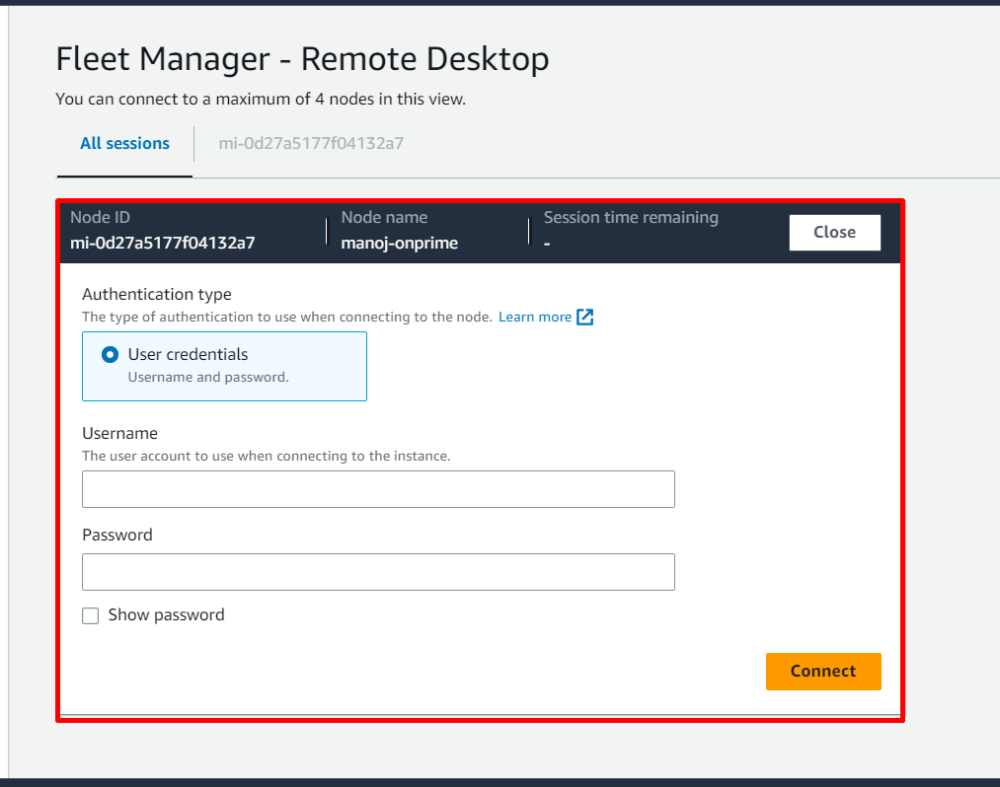 Fleet Manager - Remote Desktop
You can connect to a maximum of 4 nodes in this view.
All sessions
mi-0d27a5177f04132a7
Node ID
mi-0d27a5177f04132a7
Node name
manoj-onprime
Session time remaining
-
Close
Authentication type
The type of authentication to use when connecting to the node. Learn more
User credentials
Username and password.
Username
The user account to use when connecting to the instance.
Password
Show password
Connect